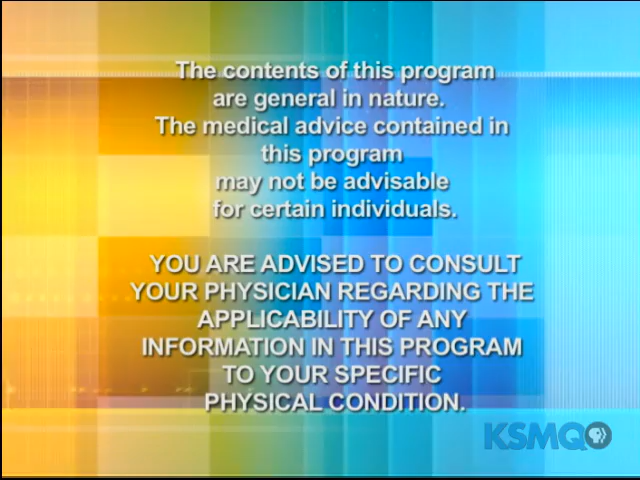 The contents of this program
are general in nature.
The medical advice contained in
this program
may not be advisable
for certain individuals.
YOU ARE ADVISED TO CONSULT
YOUR PHYSICIAN REGARDING THE
APPLICABILITY OF ANY
INFORMATION IN THIS PROGRAM
TO YOUR SPECIFIC
PHYSICAL CONDITION.
KSMQ